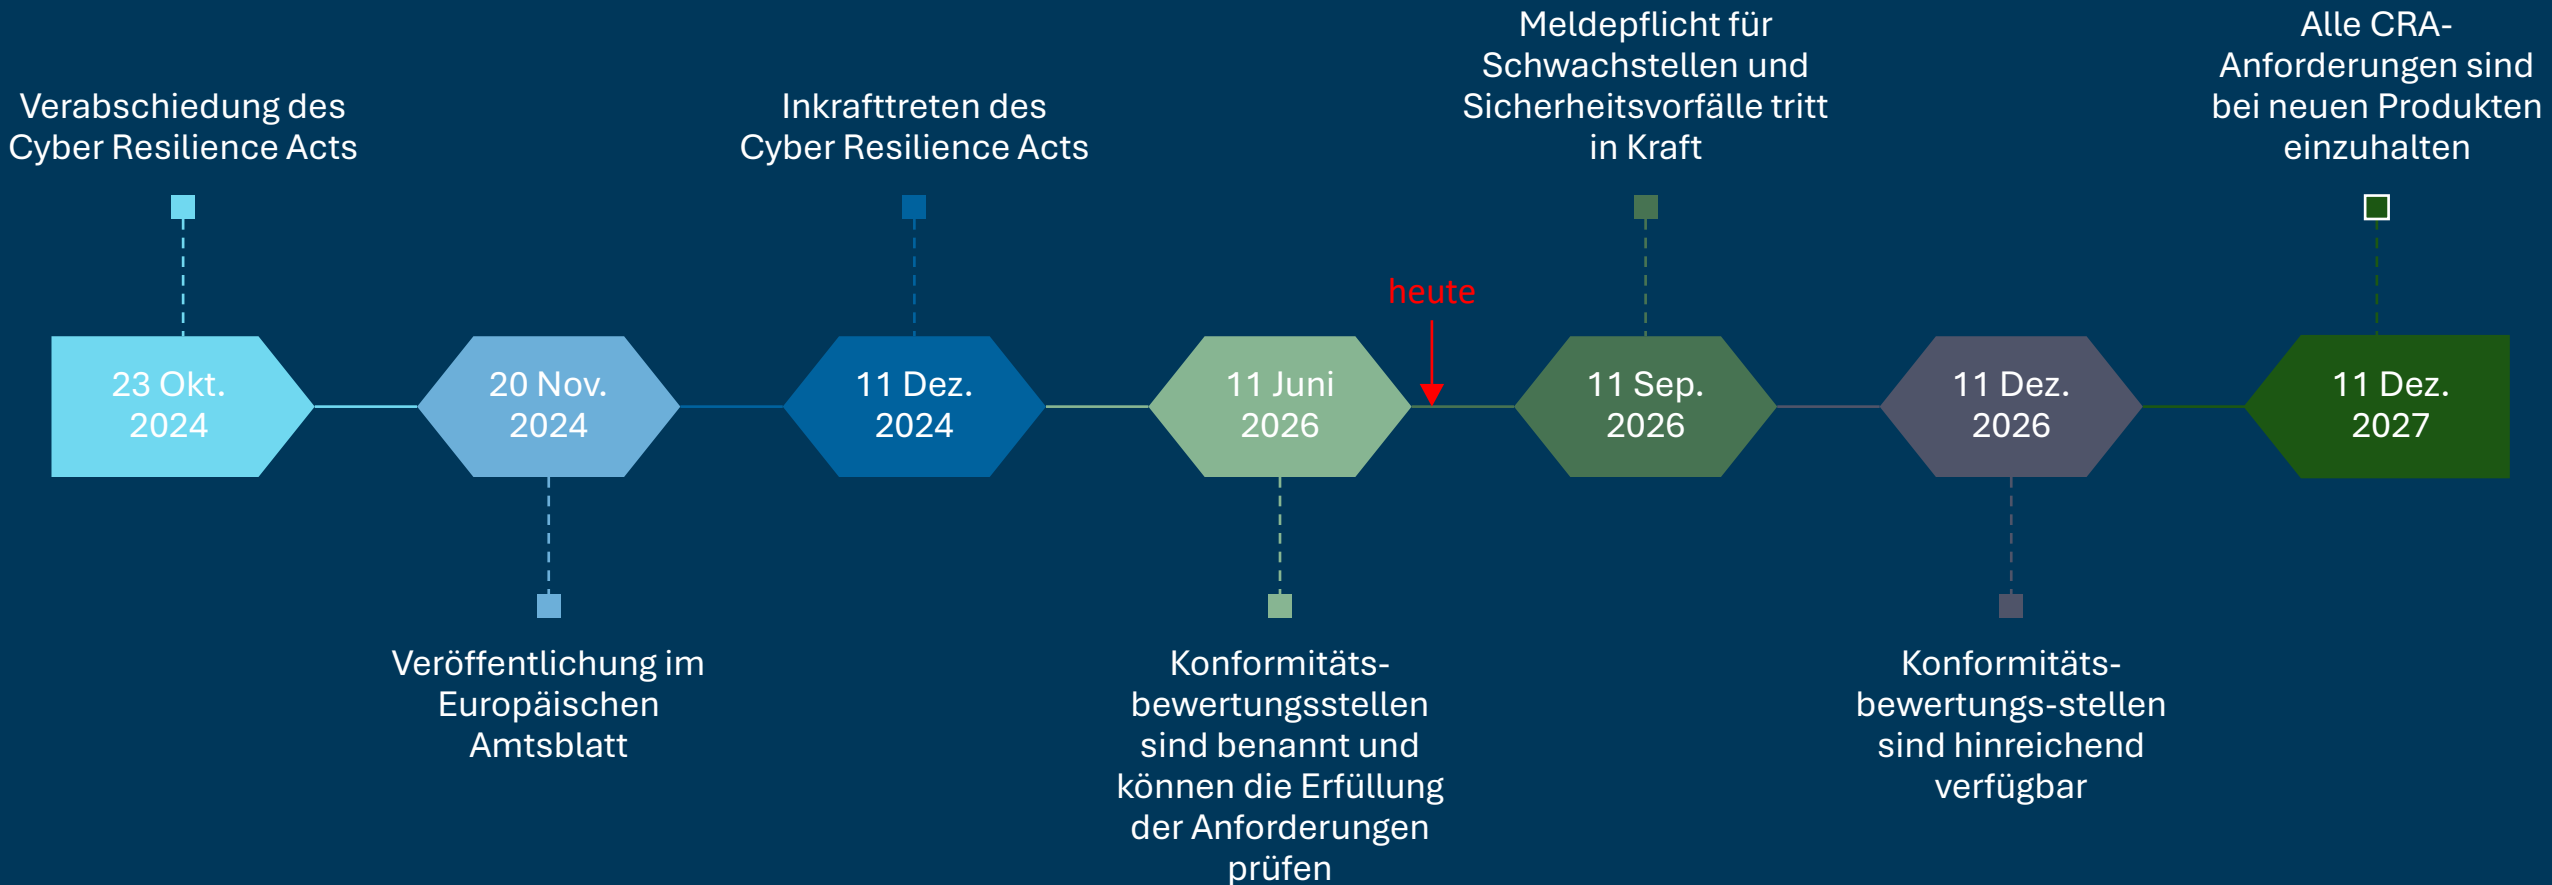 Verabschiedung des
Cyber Resilience Acts
Inkrafttreten des
Cyber Resilience Acts
Meldepflicht für
Schwachstellen und
Sicherheitsvorfälle tritt
in Kraft
Alle CRA-
Anforderungen sind
bei neuen Produkten
einzuhalten
heute
23 Okt.
2024
20 Nov.
2024
11 Dez.
2024
11 Juni
2026
11 Sep.
2026
11 Dez.
2026
11 Dez.
2027
Veröffentlichung im
Europäischen
Amtsblatt
Konformitäts-
bewertungsstellen
sind benannt und
können die Erfüllung
der Anforderungen
prüfen
Konformitäts-
bewertungs-stellen
sind hinreichend
verfügbar